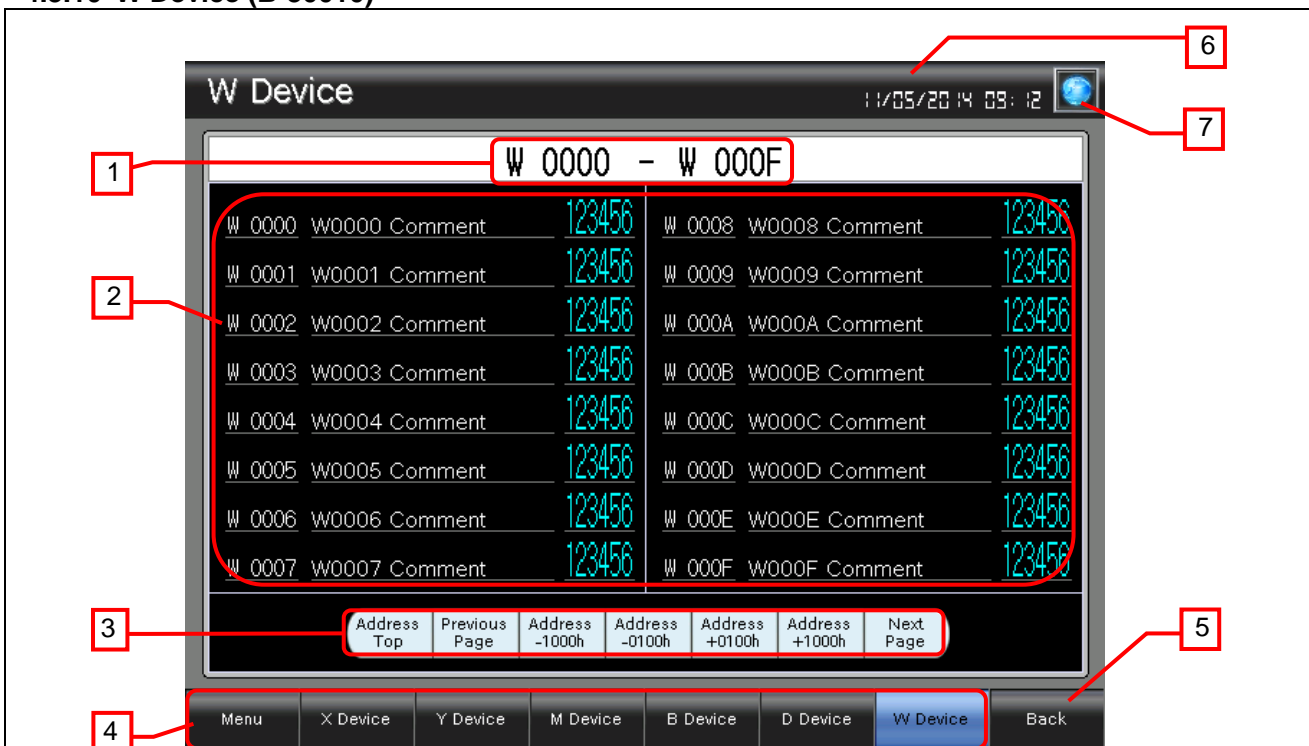 W Device
6
W Device
11/05/2014 09:12
7
1
W 0000 – W 000F
2
W 0000 W0000 Comment 123456 W 0008 W0008 Comment 123456
W 0001 W0001 Comment 123456 W 0009 W0009 Comment 123456
W 0002 W0002 Comment 123456 W 000A W000A Comment 123456
W 0003 W0003 Comment 123456 W 000B W000B Comment 123456
W 0004 W0004 Comment 123456 W 000C W000C Comment 123456
W 0005 W0005 Comment 123456 W 000D W000D Comment 123456
W 0006 W0006 Comment 123456 W 000E W000E Comment 123456
W 0007 W0007 Comment 123456 W 000F W000F Comment 123456
3
Address Previous Address Address Address Address Next
Top Page -1000h -0100h +0100h +1000h Page
5
4
Menu X Device Y Device M Device B Device D Device W Device Back